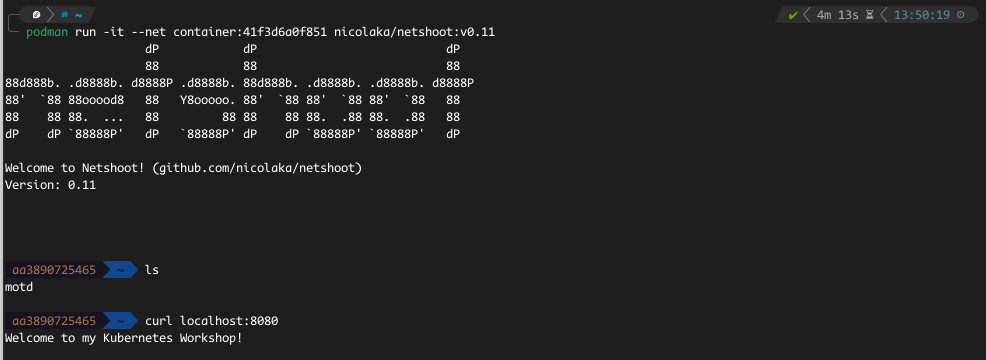 ~ 4m 13s 13:50:19
podman run -it --net container:41f3d6a0f851 nicolaka/netshoot:v0.11
                    dP            dP                           dP
                    88            88                           88
88d888b. .d8888b. d8888P .d8888b. 88d888b. .d8888b. .d8888b. d8888P
88'  `88 88ooood8   88   Y8ooooo. 88'  `88 88'  `88 88'  `88   88
88    88 88.  ...   88         88 88    88 88.  .88 88.  .88   88
dP    dP `88888P'   dP   `88888P' dP    dP `88888P' `88888P'   dP
Welcome to Netshoot! (github.com/nicolaka/netshoot)
Version: 0.11
aa3890725465 ~ ls
motd
aa3890725465 ~ curl localhost:8080
Welcome to my Kubernetes Workshop!